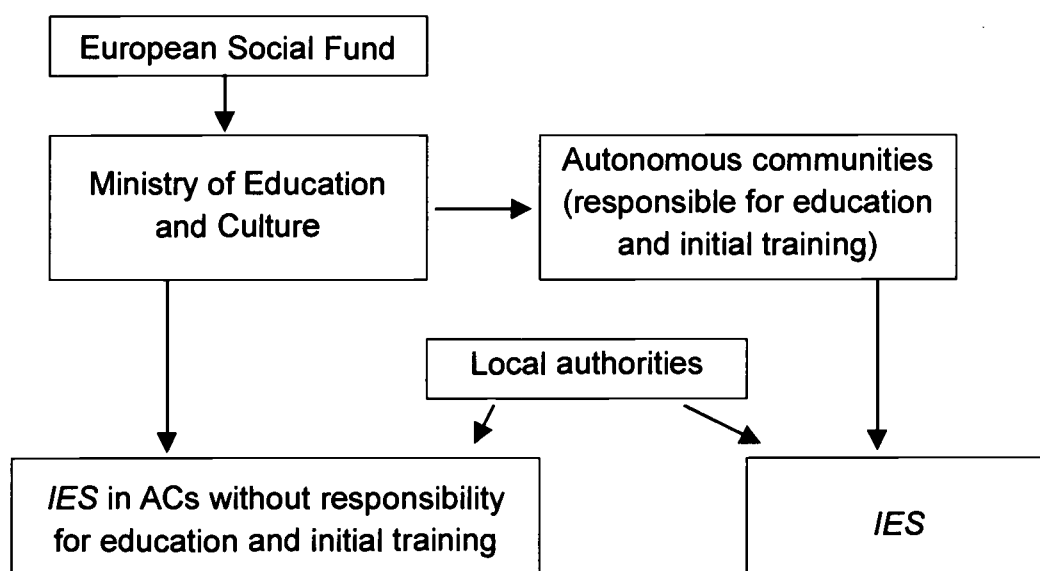 European Social Fund
Ministry of Education
and Culture
Autonomous communities
(responsible for education
and initial training)
Local authorities
IES in ACs without responsibility
for education and initial training
IES